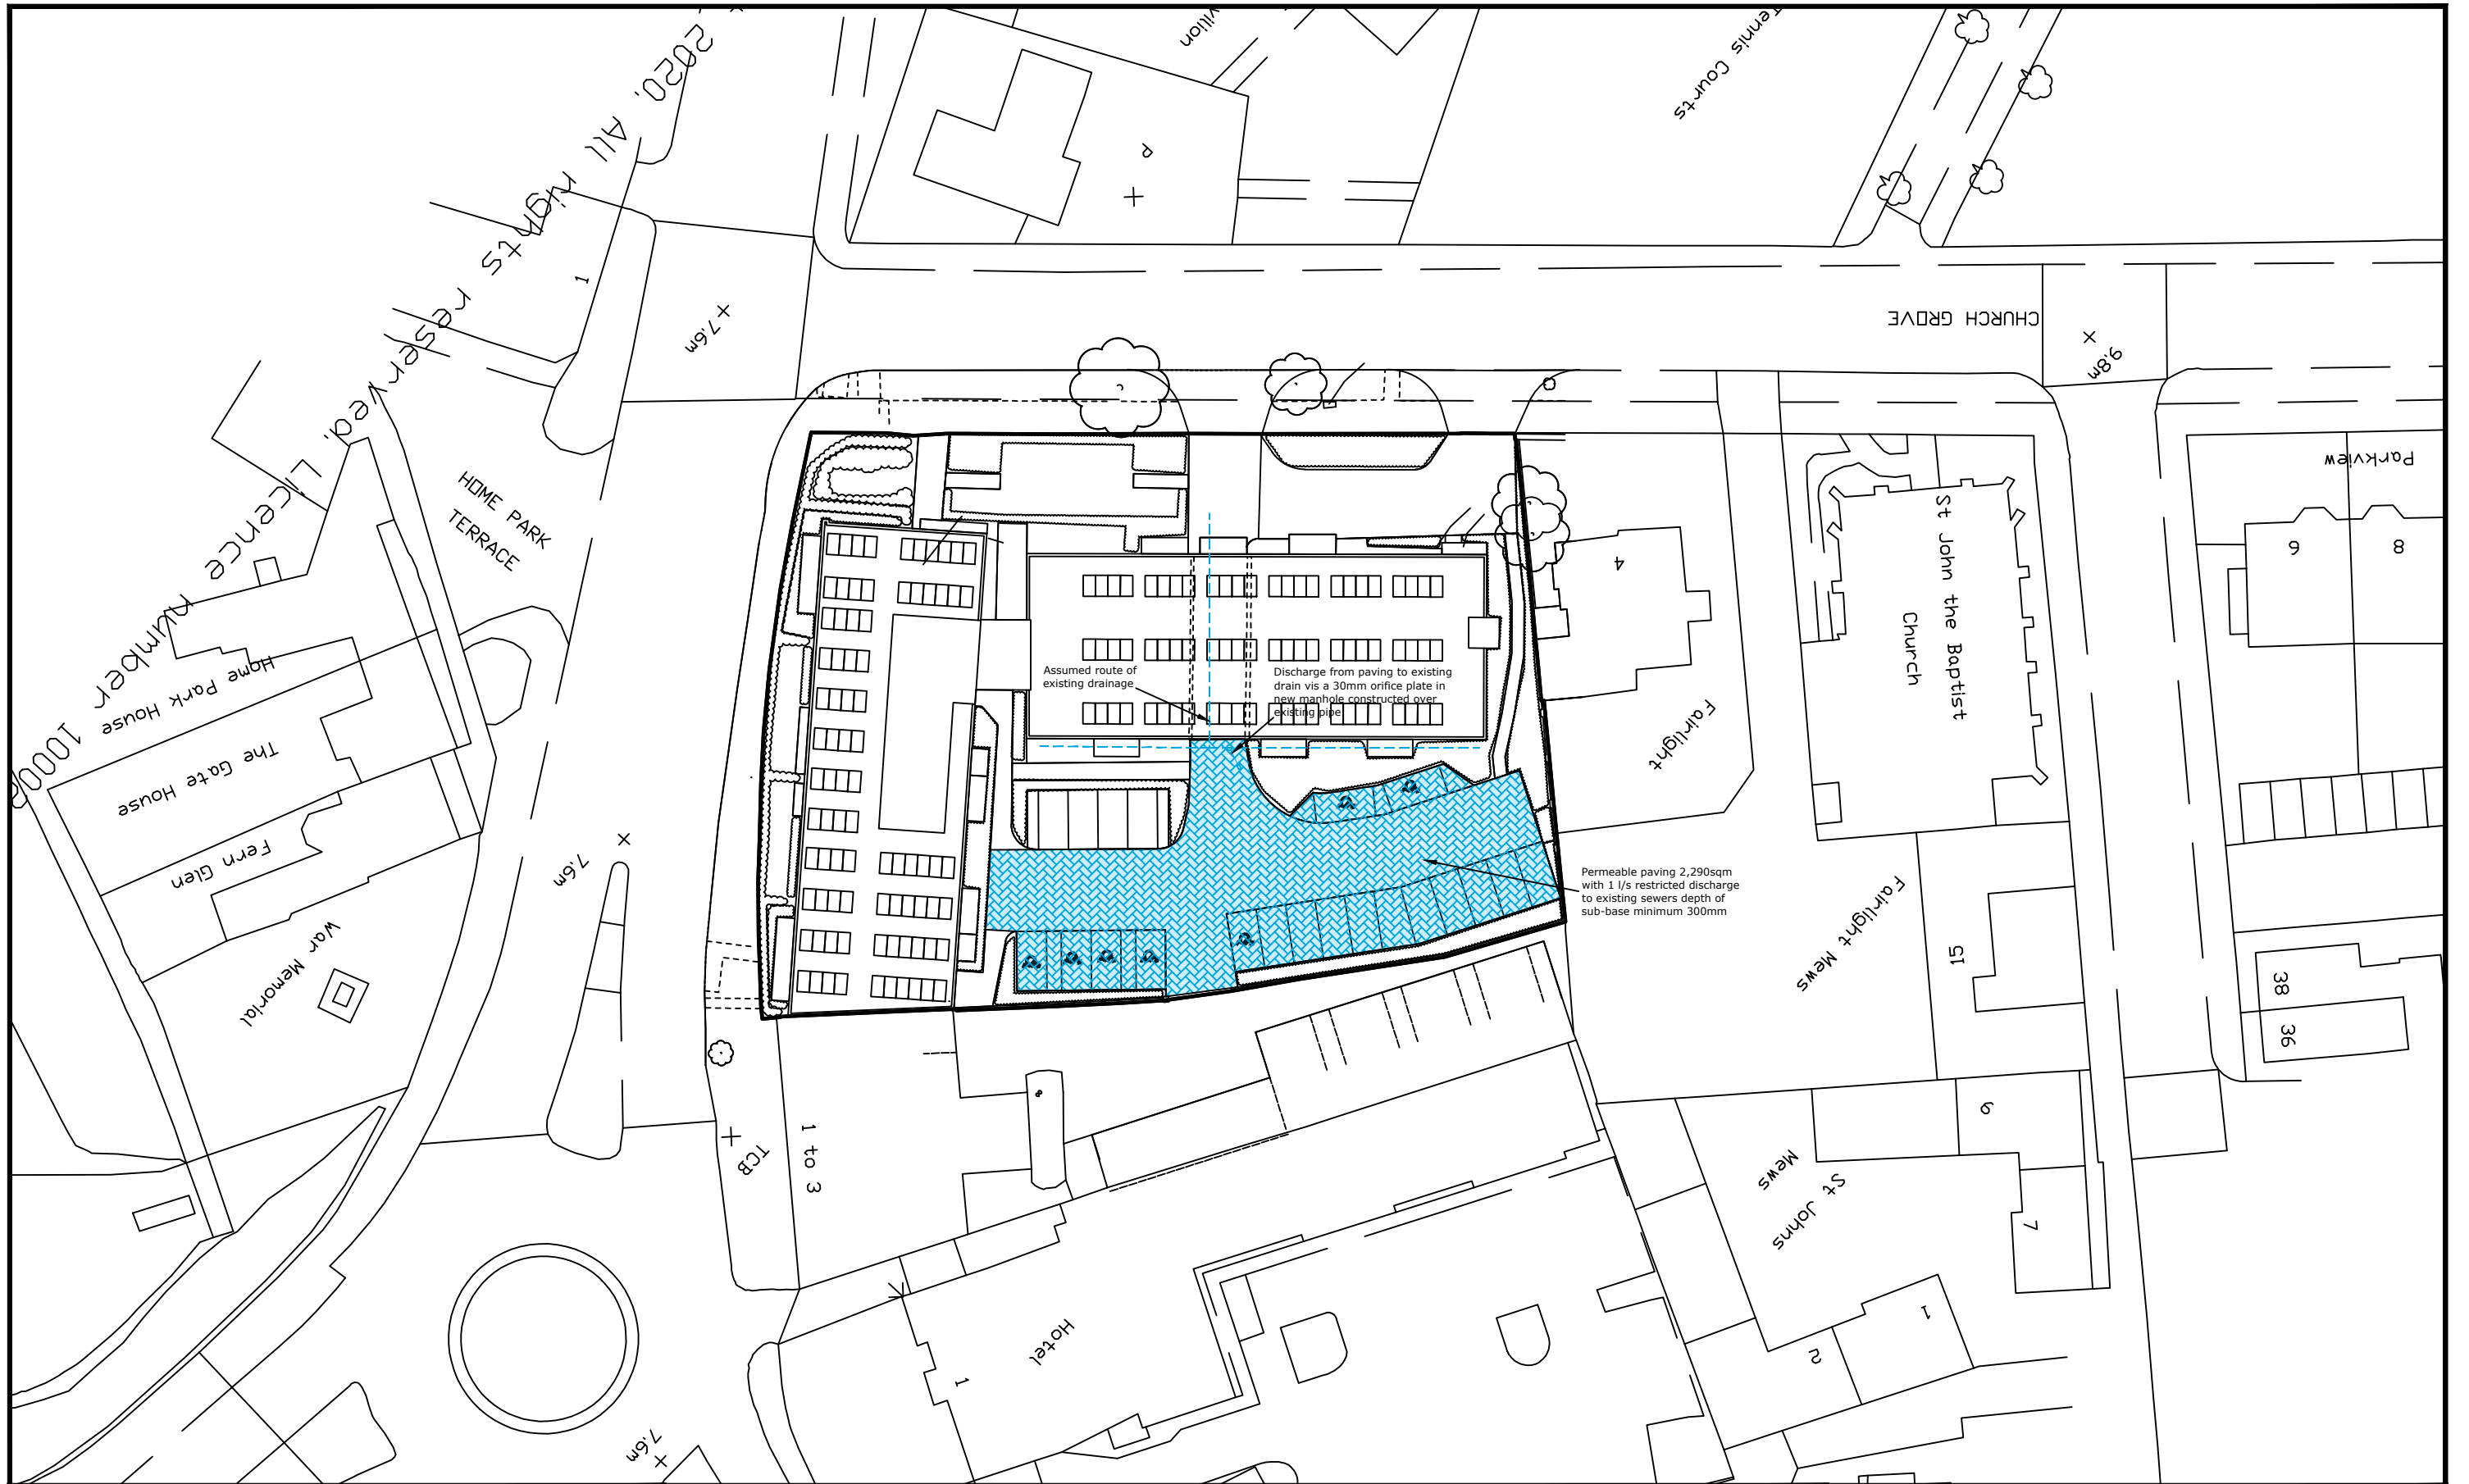 2020. All rights reserved. Licence number 1000
villion
Tennis Courts
P
1
7.6m
CHURCH GROVE
9.8m
HOME PARK
TERRACE
Parkview
6
8
St John the Baptist
Church
4
Fairlight
Assumed route of
existing drainage
Discharge from paving to existing
drain vis a 30mm orifice plate in
new manhole constructed over
existing pipe
Home Park House
The Gate House
Fern Glen
War Memorial
7.6m
Permeable paving 2,290sqm
with 1 l/s restricted discharge
to existing sewers depth of
sub-base minimum 300mm
Fairlight Mews
15
38
36
TCB
1 to 3
9
St Johns
Mews
7
1
2
Hotel
1
7.6m